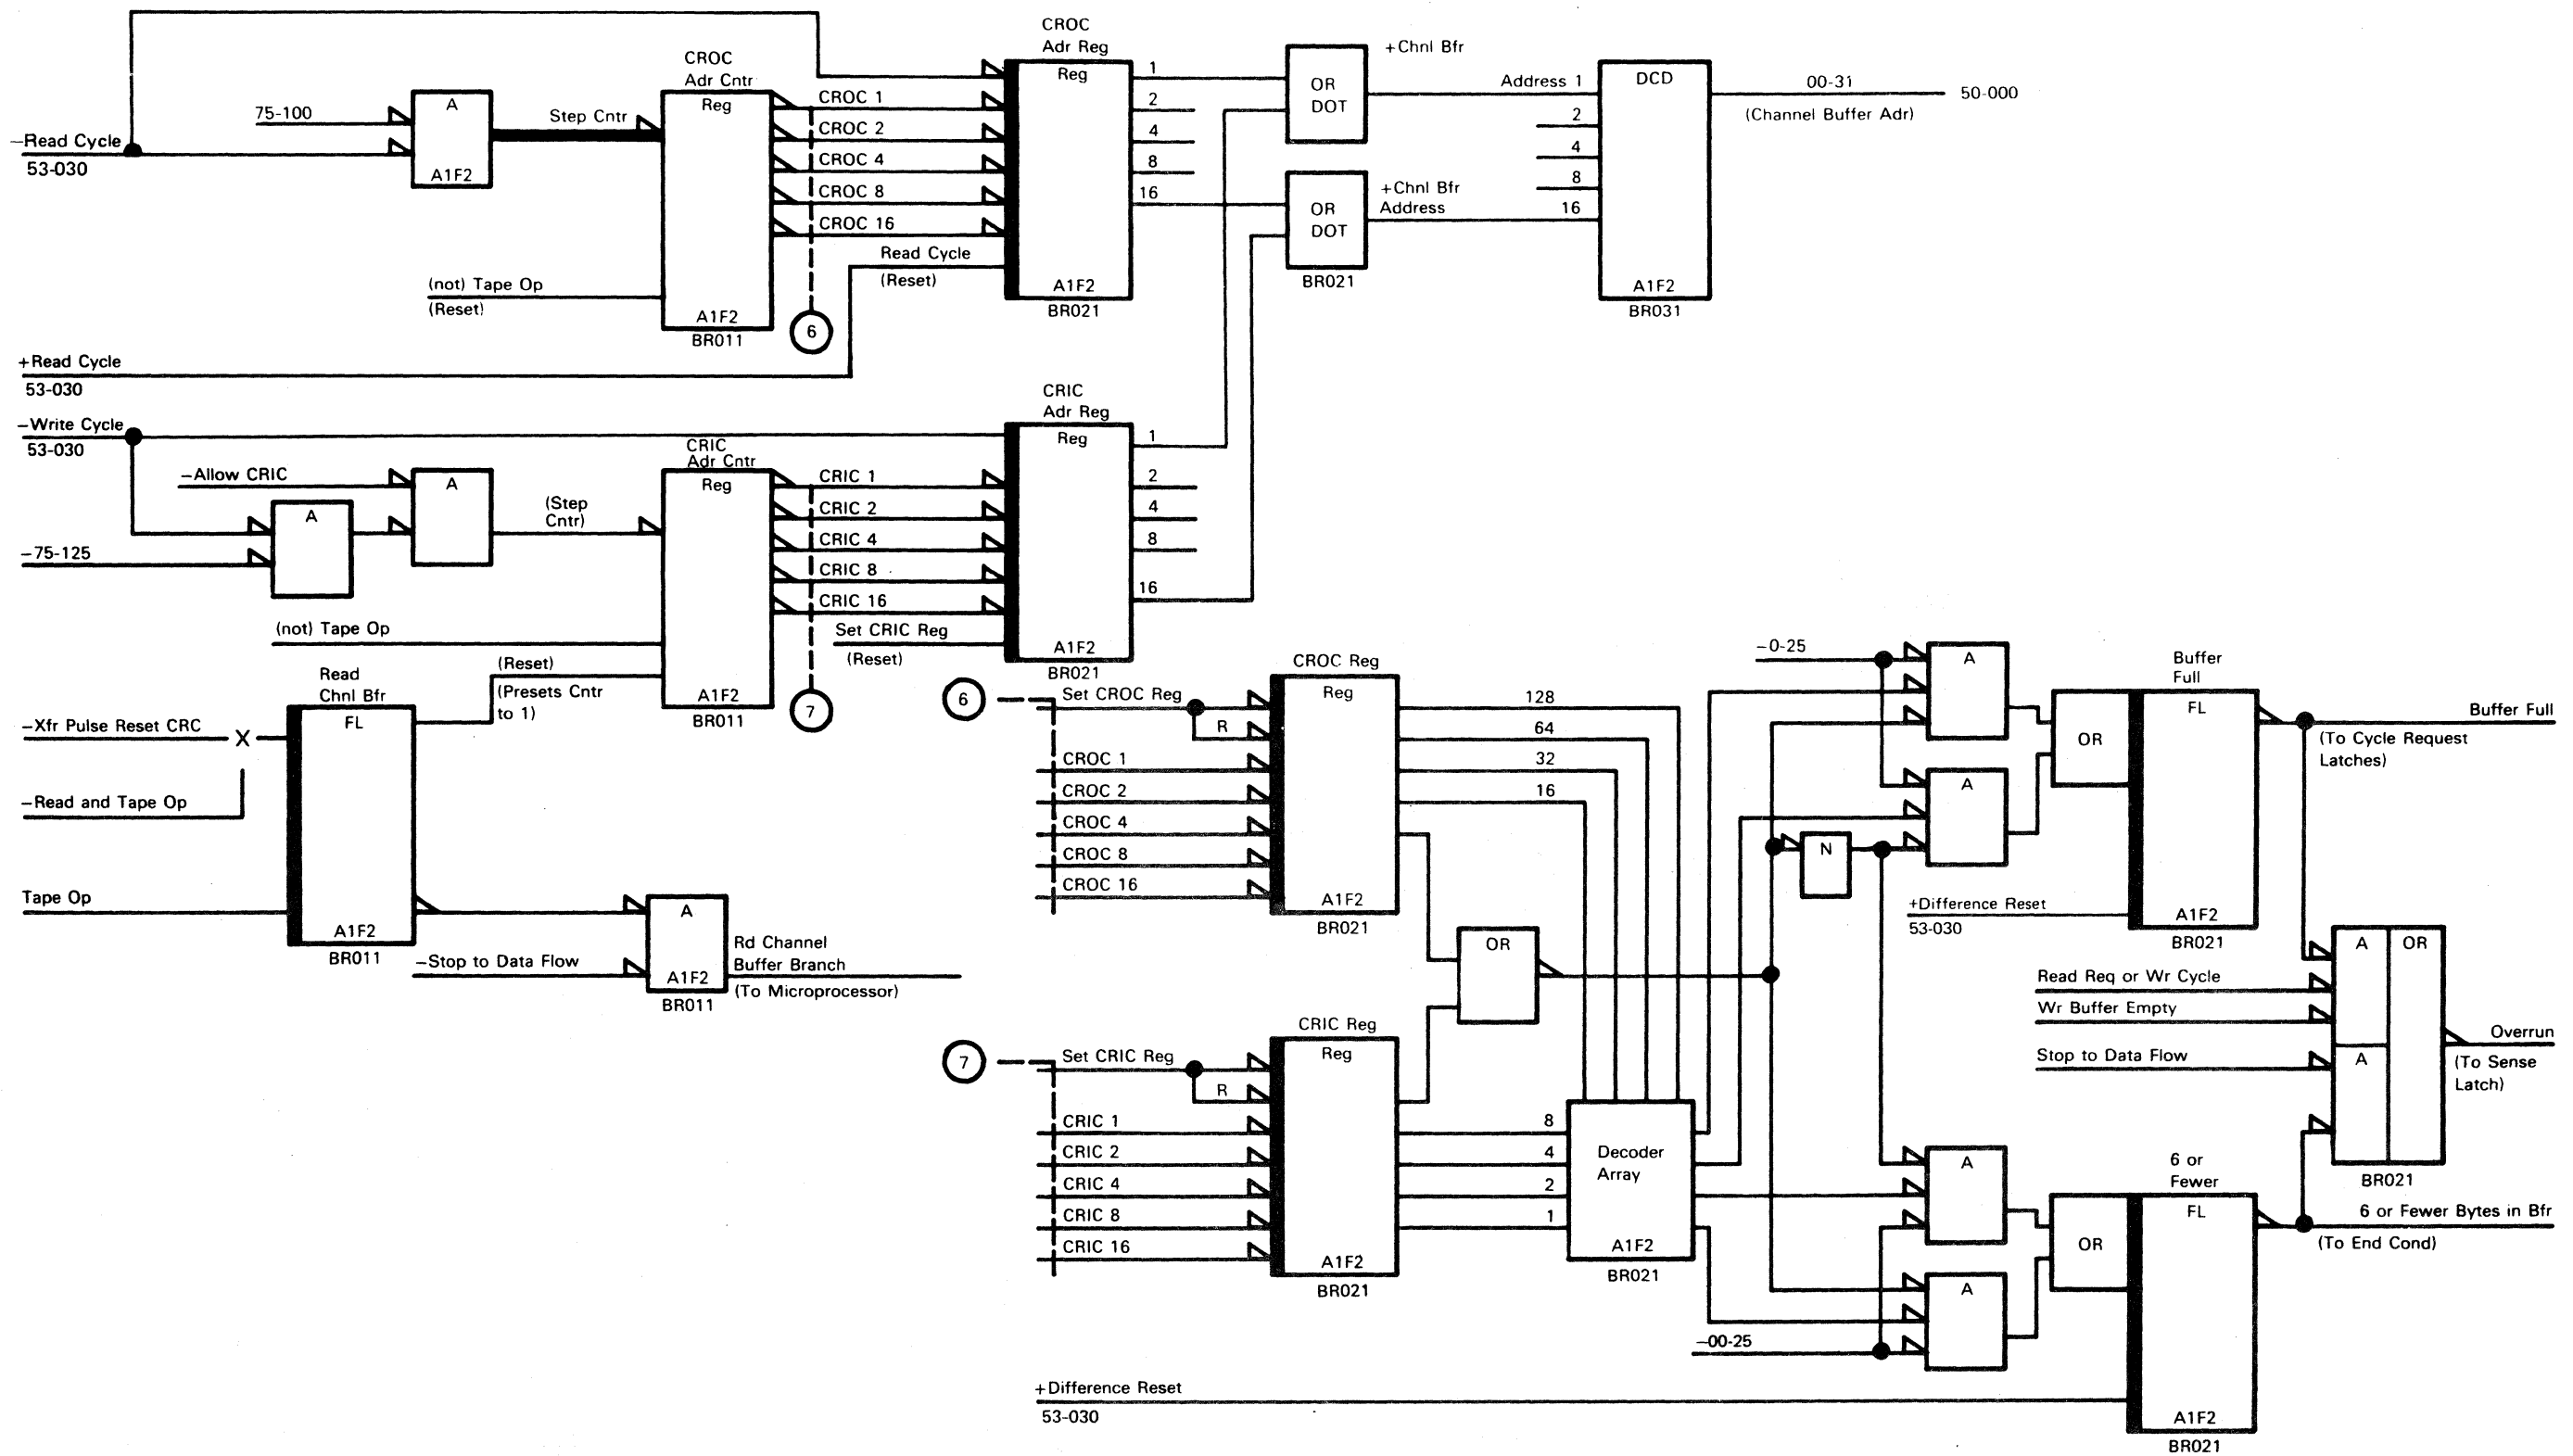 CROC
Adr Reg
Reg
1
2
4
8
16
A1F2
BR021
CROC
Adr Cntr
Reg
CROC 1
CROC 2
CROC 4
CROC 8
CROC 16
A1F2
BR011
75-100
A
A1F2
Step Cntr
−Read Cycle
53-030
(not) Tape Op
(Reset)
Read Cycle
(Reset)
6
+Read Cycle
53-030
OR
DOT
+Chnl Bfr
OR
DOT
BR021
+Chnl Bfr
Address
Address 1
2
4
8
16
DCD
A1F2
BR031
00-31
(Channel Buffer Adr)
50-000
−Write Cycle
53-030
−Allow CRIC
A
A
−75-125
(Step
Cntr)
CRIC
Adr Cntr
Reg
A1F2
BR011
CRIC 1
CRIC 2
CRIC 4
CRIC 8
CRIC 16
7
CRIC
Adr Reg
Reg
1
2
4
8
16
A1F2
BR021
Set CRIC Reg
(Reset)
(not) Tape Op
(Reset)
(Presets Cntr
to 1)
Read
Chnl Bfr
FL
A1F2
BR011
−Xfr Pulse Reset CRC
X
−Read and Tape Op
Tape Op
−Stop to Data Flow
A
A1F2
BR011
Rd Channel
Buffer Branch
(To Microprocessor)
6
Set CROC Reg
R
CROC 1
CROC 2
CROC 4
CROC 8
CROC 16
CROC Reg
Reg
A1F2
BR021
128
64
32
16
OR
7
Set CRIC Reg
R
CRIC 1
CRIC 2
CRIC 4
CRIC 8
CRIC 16
CRIC Reg
Reg
A1F2
BR021
8
4
2
1
Decoder
Array
A1F2
BR021
−0-25
A
A
N
OR
Buffer
Full
FL
A1F2
BR021
+Difference Reset
53-030
Buffer Full
(To Cycle Request
Latches)
Read Req or Wr Cycle
Wr Buffer Empty
Stop to Data Flow
A
OR
A
BR021
Overrun
(To Sense
Latch)
A
A
−00-25
OR
6 or
Fewer
FL
A1F2
BR021
6 or Fewer Bytes in Bfr
(To End Cond)
+Difference Reset
53-030